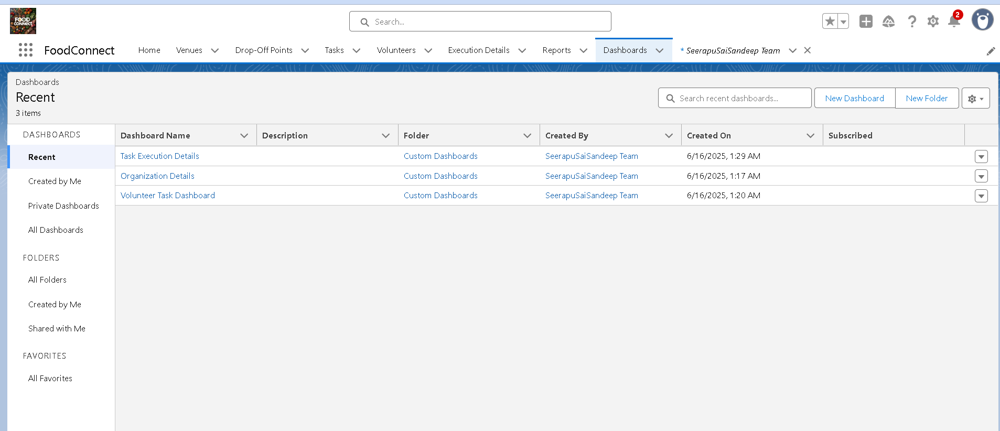 FOOD
CONNECT
Search...
2
FoodConnect
Home Venues Drop-Off Points Tasks Volunteers Execution Details Reports Dashboards * SeerapuSaiSandeep Team
Dashboards
Recent
3 items
Search recent dashboards...
New Dashboard New Folder
DASHBOARDS
Recent
Created by Me
Private Dashboards
All Dashboards
FOLDERS
All Folders
Created by Me
Shared with Me
FAVORITES
All Favorites
Dashboard Name Description Folder Created By Created On Subscribed
Task Execution Details Custom Dashboards SeerapuSaiSandeep Team 6/16/2025, 1:29 AM
Organization Details Custom Dashboards SeerapuSaiSandeep Team 6/16/2025, 1:17 AM
Volunteer Task Dashboard Custom Dashboards SeerapuSaiSandeep Team 6/16/2025, 1:20 AM